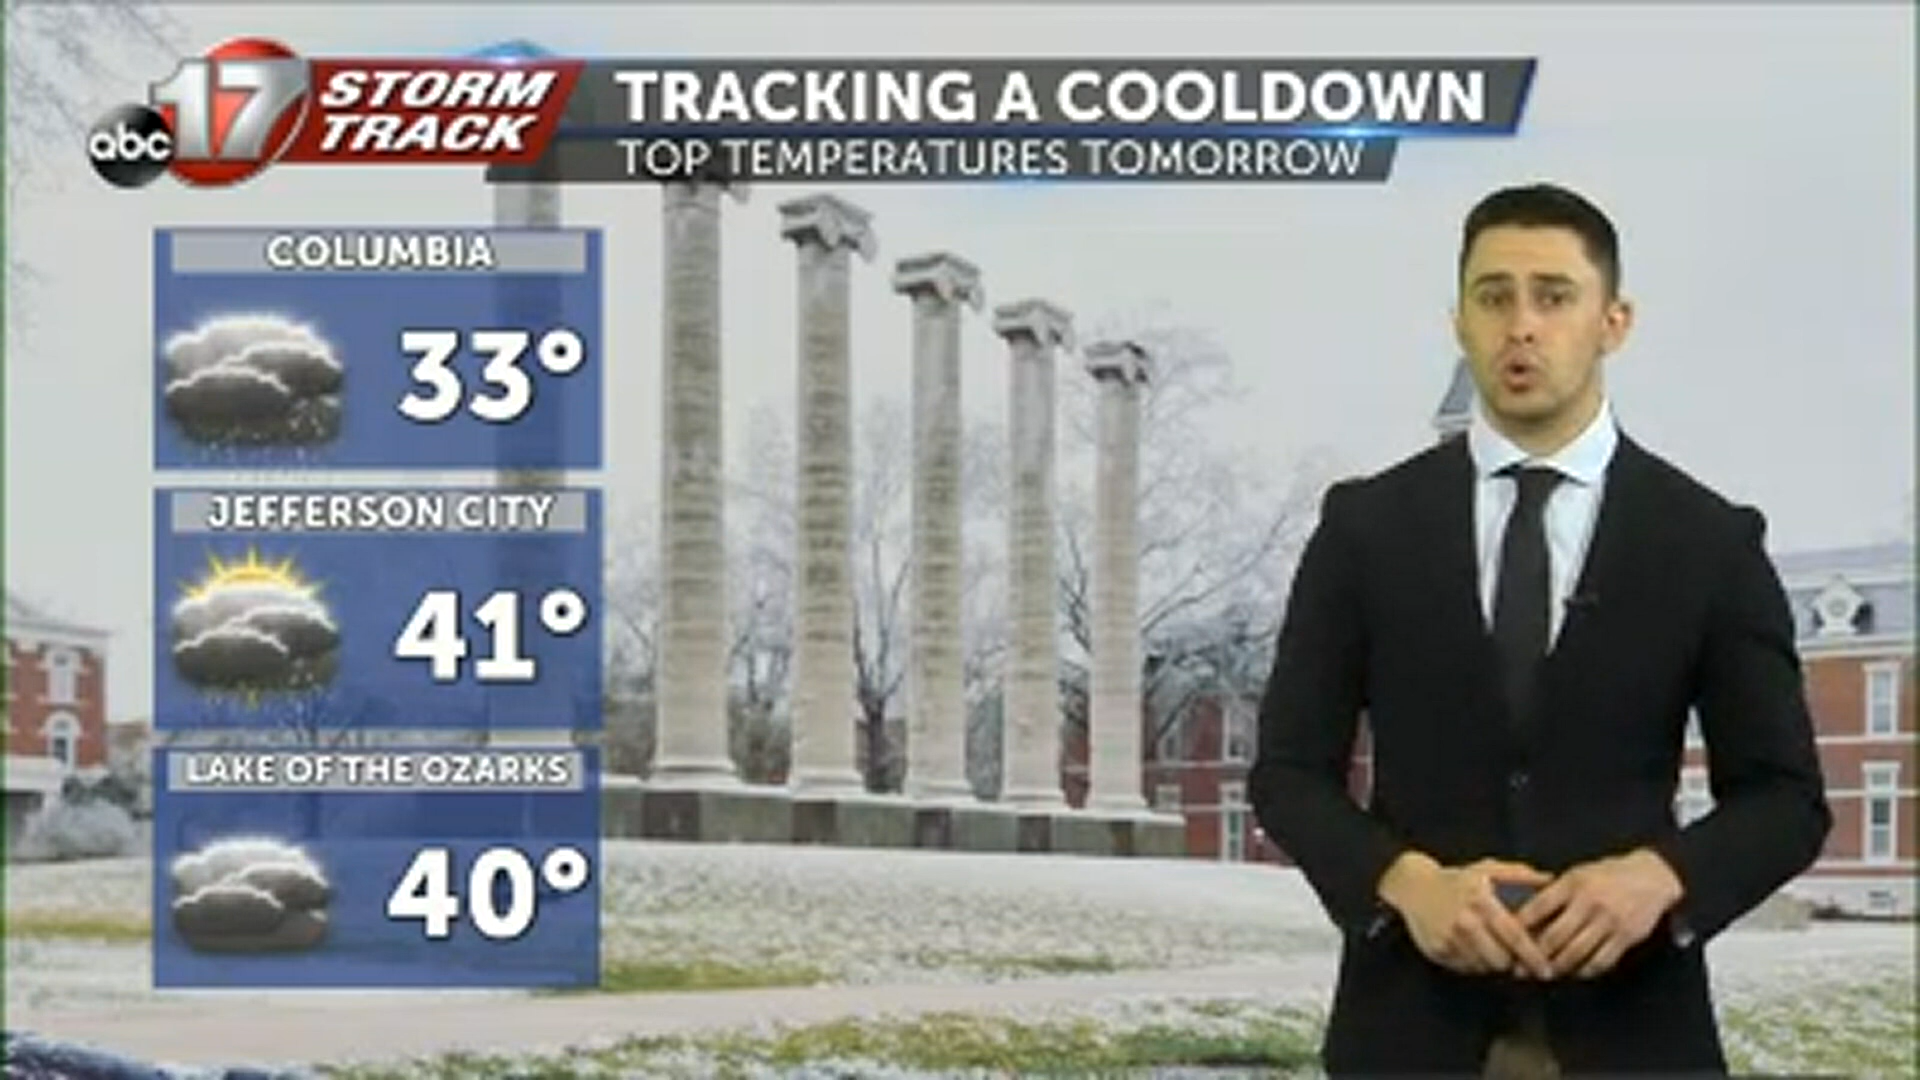 abc 17 STORM TRACK
TRACKING A COOLDOWN
TOP TEMPERATURES TOMORROW
COLUMBIA
33°
JEFFERSON CITY
41°
LAKE OF THE OZARKS
40°